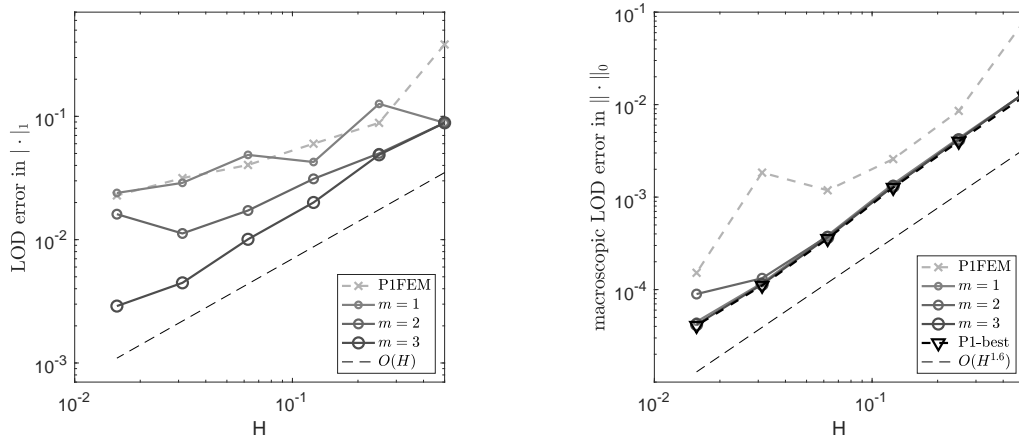 LOD error in | · |₁
10⁻¹
10⁻²
10⁻³
10⁻²
10⁻¹
H
P1FEM
m = 1
m = 2
m = 3
O(H)
macroscopic LOD error in ‖ · ‖₀
10⁻¹
10⁻²
10⁻³
10⁻⁴
10⁻²
10⁻¹
H
P1FEM
m = 1
m = 2
m = 3
P1-best
O(H¹·⁶)